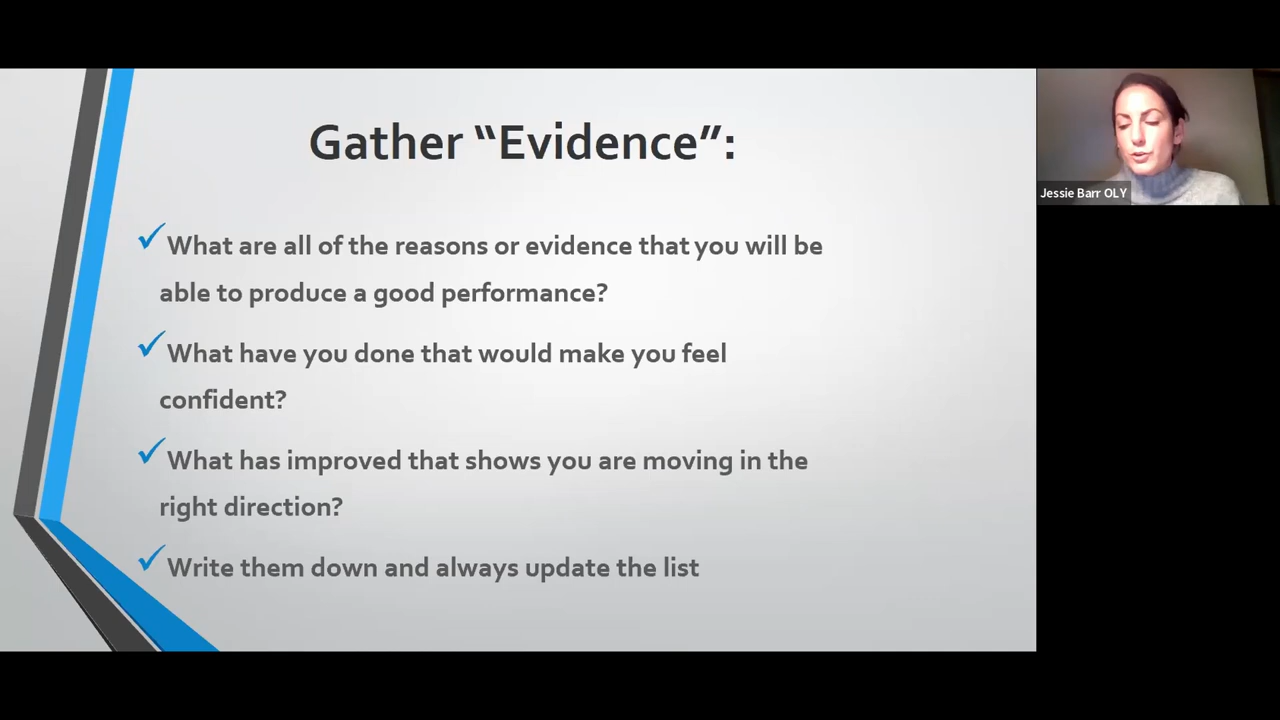 Gather “Evidence”:
What are all of the reasons or evidence that you will be
able to produce a good performance?
What have you done that would make you feel
confident?
What has improved that shows you are moving in the
right direction?
Write them down and always update the list
Jessie Barr OLY